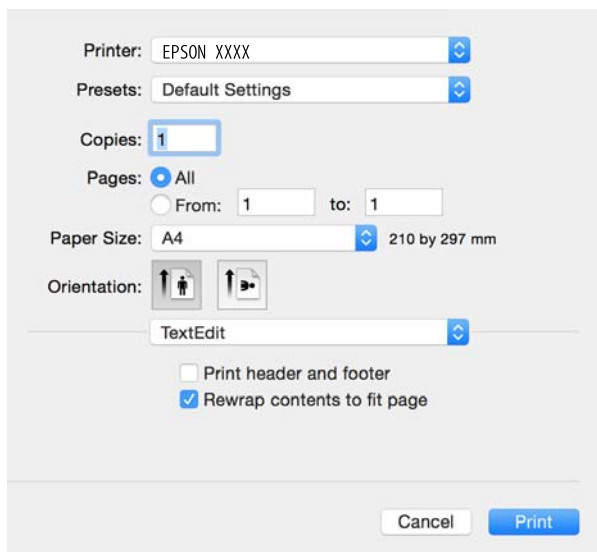 Printer: EPSON XXXX
Presets: Default Settings
Copies: 1
Pages: All
From: 1 to: 1
Paper Size: A4 210 by 297 mm
Orientation:
TextEdit
Print header and footer
Rewrap contents to fit page
Cancel Print